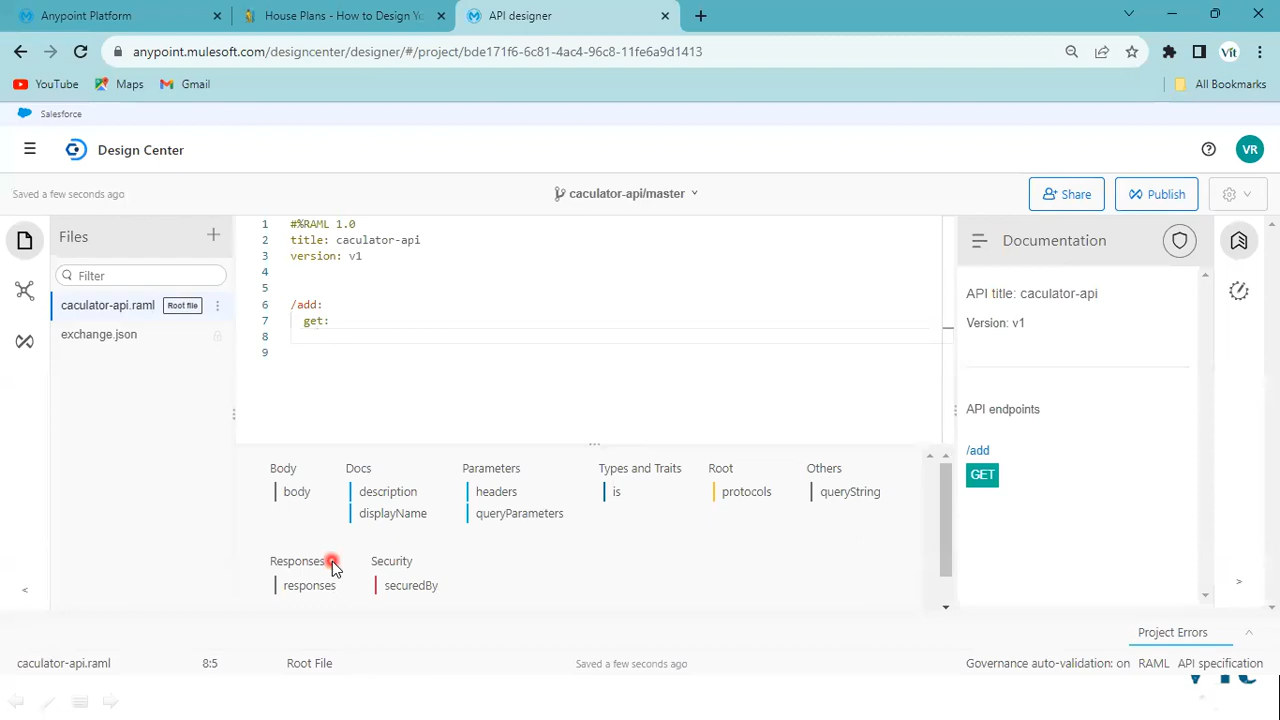 Anypoint Platform
House Plans - How to Design Yo
API designer
anypoint.mulesoft.com/designcenter/designer/#/project/bde171f6-6c81-4ac4-96c8-11fe6a9d1413
Vít
YouTube
Maps
Gmail
All Bookmarks
Salesforce
Design Center
VR
Saved a few seconds ago
caculator-api/master
Share
Publish
Files
Filter
caculator-api.raml
Root file
exchange.json
1 #%RAML 1.0
2 title: caculator-api
3 version: v1
4
5
6 /add:
7 get:
8
9
Documentation
API title: caculator-api
Version: v1
API endpoints
/add
GET
Body
Docs
Parameters
Types and Traits
Root
Others
body
description
headers
is
protocols
queryString
displayName
queryParameters
Responses
Security
responses
securedBy
Project Errors
caculator-api.raml
8:5
Root File
Saved a few seconds ago
Governance auto-validation: on
RAML
API specification